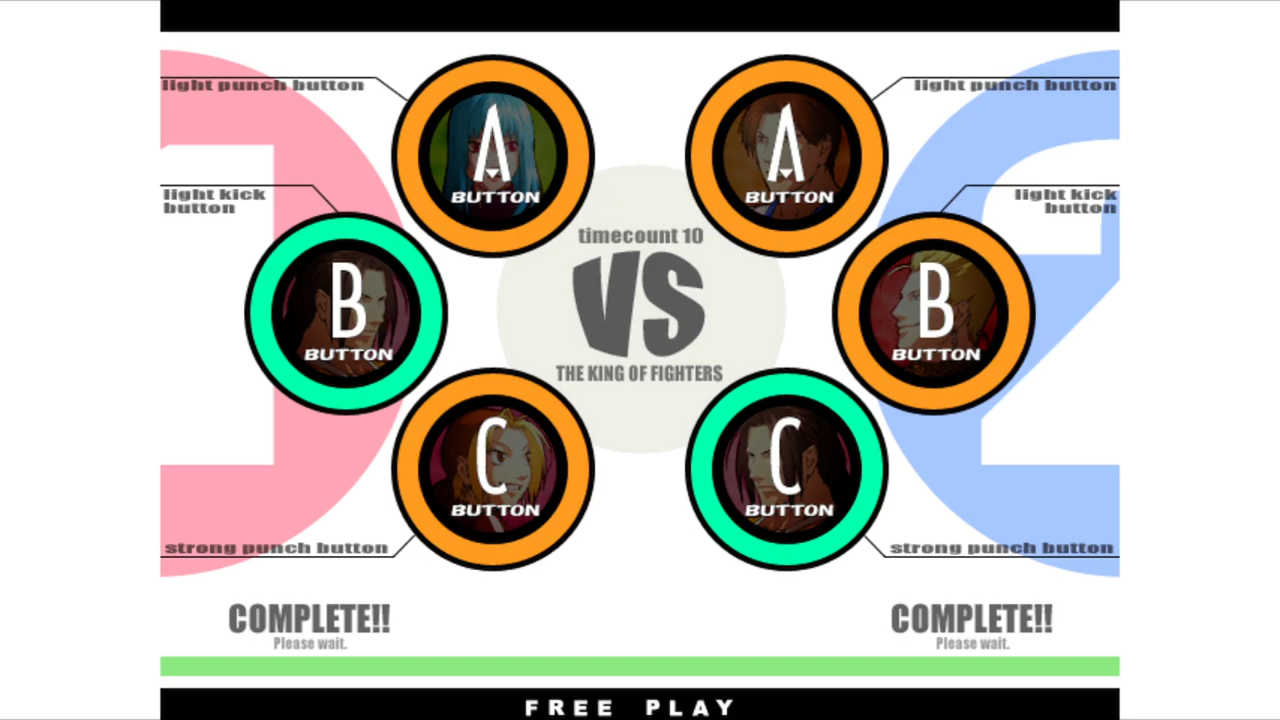 light punch button
light punch button
A
BUTTON
A
BUTTON
light kick
button
light kick
button
1
2
timecount 10
VS
THE KING OF FIGHTERS
B
BUTTON
B
BUTTON
C
BUTTON
C
BUTTON
strong punch button
strong punch button
COMPLETE!!
Please wait.
COMPLETE!!
Please wait.
FREE PLAY